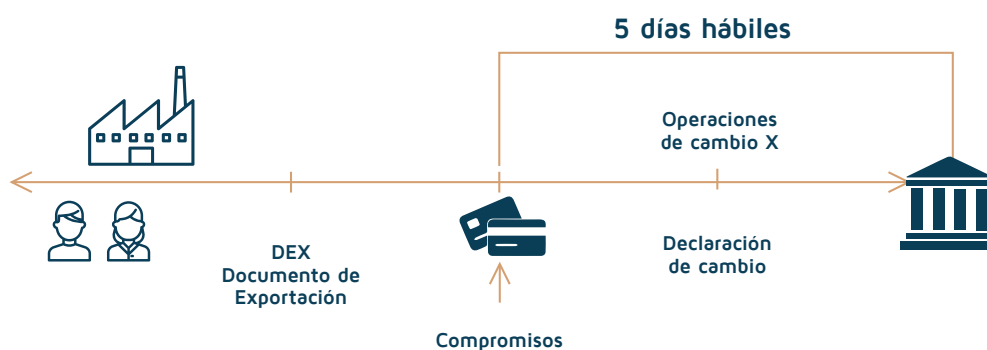 5 días hábiles
Operaciones
de cambio X
DEX
Documento de
Exportación
Declaración
de cambio
Compromisos